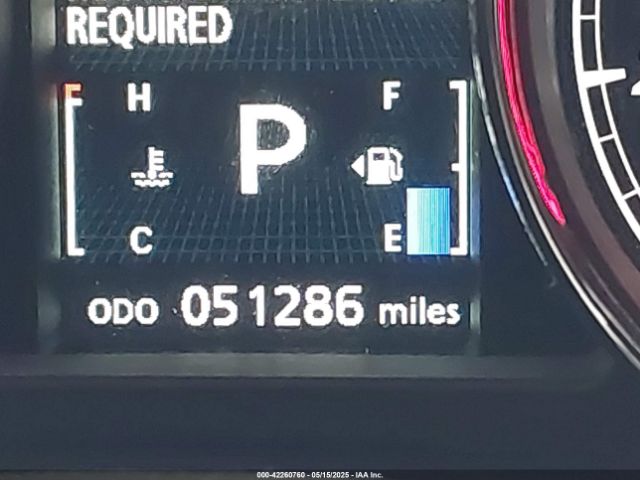 REQUIRED
H F
P
C E
ODO 051286 miles
000-42260760 - 05/15/2025 - IAA Inc.